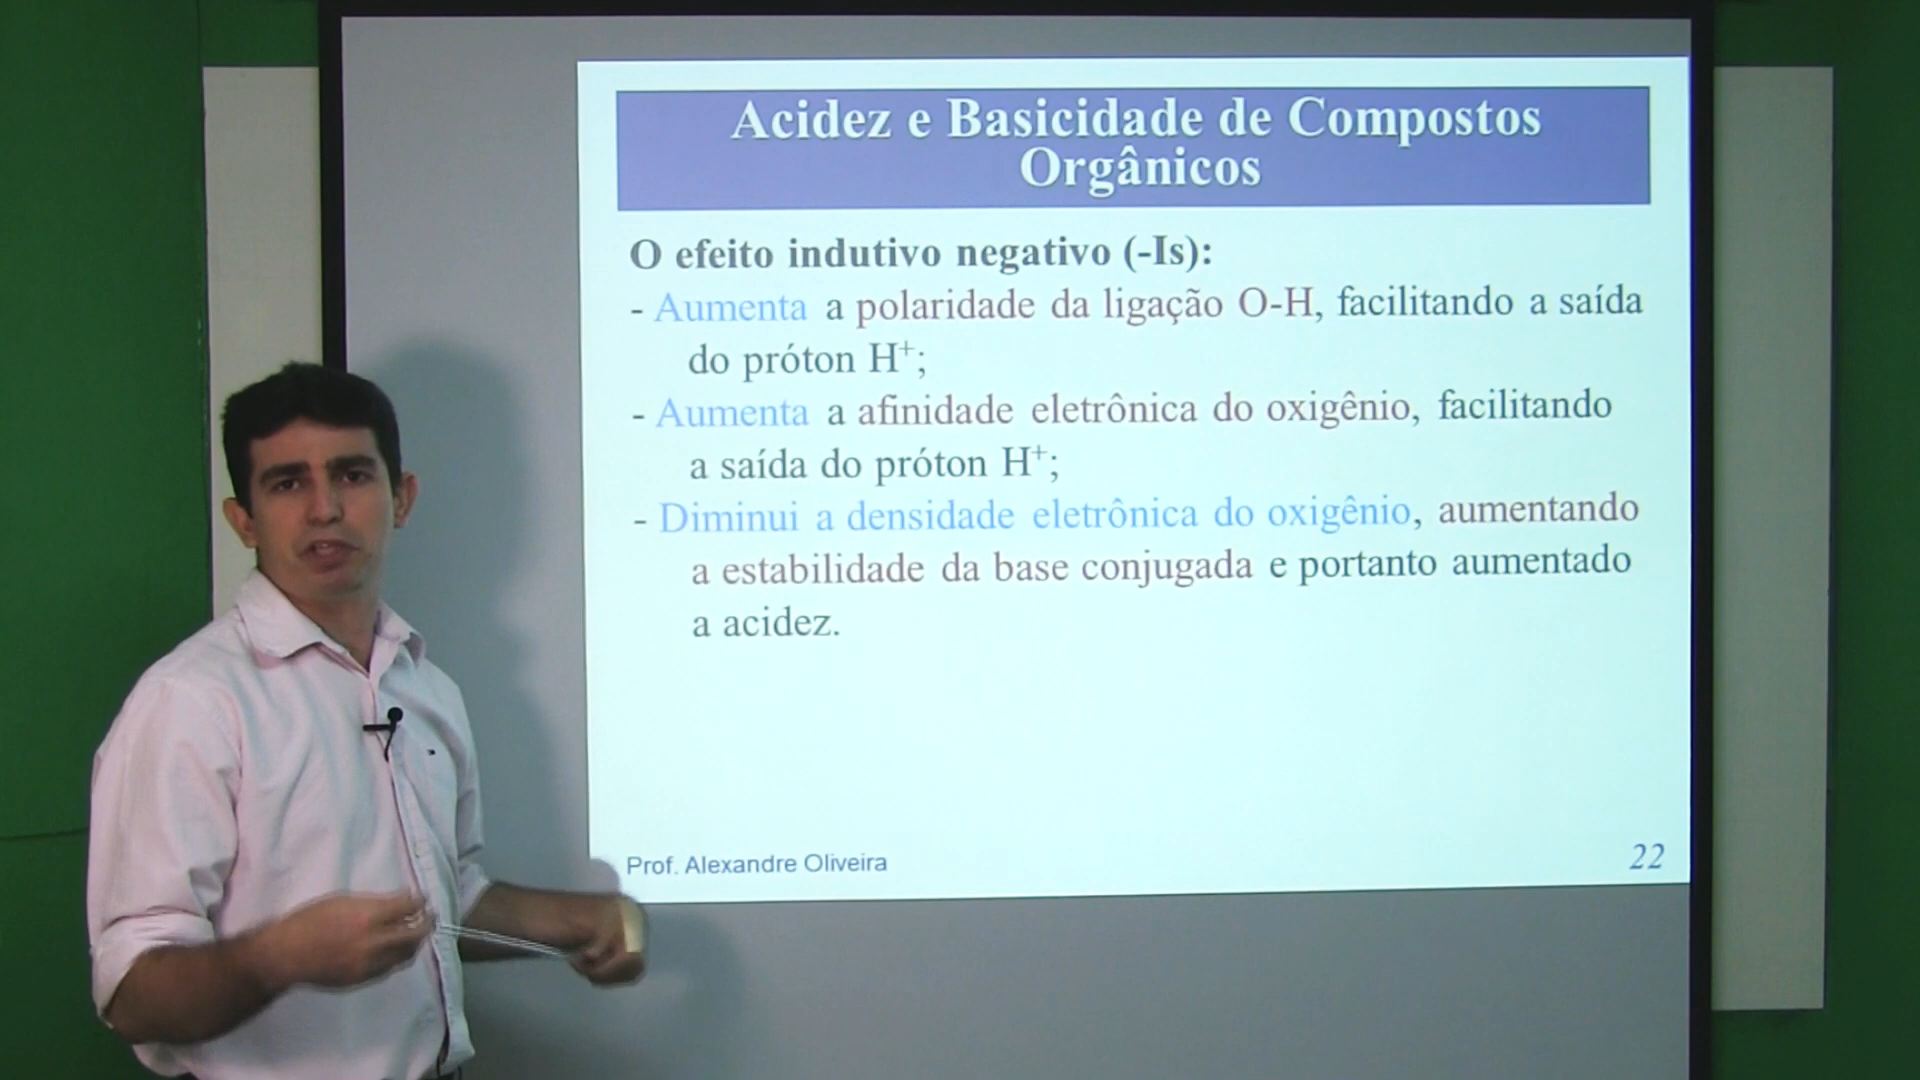 Acidez e Basicidade de Compostos
Orgânicos
O efeito indutivo negativo (-Is):
- Aumenta a polaridade da ligação O-H, facilitando a saída
do próton H⁺;
- Aumenta a afinidade eletrônica do oxigênio, facilitando
a saída do próton H⁺;
- Diminui a densidade eletrônica do oxigênio, aumentando
a estabilidade da base conjugada e portanto aumentado
a acidez.
Prof. Alexandre Oliveira
22